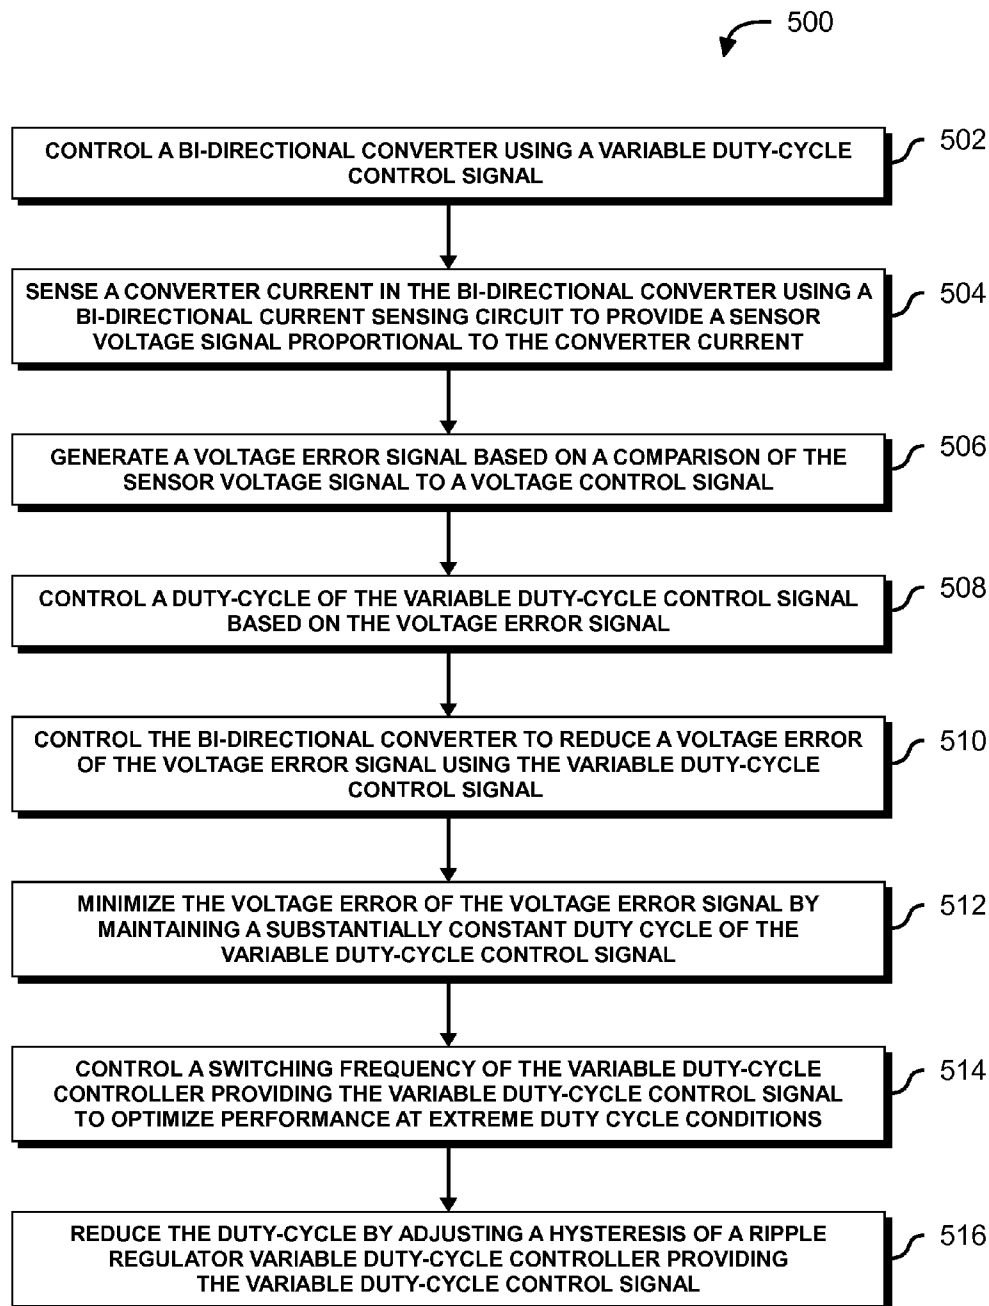 500
CONTROL A BI-DIRECTIONAL CONVERTER USING A VARIABLE DUTY-CYCLE
CONTROL SIGNAL
502
SENSE A CONVERTER CURRENT IN THE BI-DIRECTIONAL CONVERTER USING A
BI-DIRECTIONAL CURRENT SENSING CIRCUIT TO PROVIDE A SENSOR
VOLTAGE SIGNAL PROPORTIONAL TO THE CONVERTER CURRENT
504
GENERATE A VOLTAGE ERROR SIGNAL BASED ON A COMPARISON OF THE
SENSOR VOLTAGE SIGNAL TO A VOLTAGE CONTROL SIGNAL
506
CONTROL A DUTY-CYCLE OF THE VARIABLE DUTY-CYCLE CONTROL SIGNAL
BASED ON THE VOLTAGE ERROR SIGNAL
508
CONTROL THE BI-DIRECTIONAL CONVERTER TO REDUCE A VOLTAGE ERROR
OF THE VOLTAGE ERROR SIGNAL USING THE VARIABLE DUTY-CYCLE
CONTROL SIGNAL
510
MINIMIZE THE VOLTAGE ERROR OF THE VOLTAGE ERROR SIGNAL BY
MAINTAINING A SUBSTANTIALLY CONSTANT DUTY CYCLE OF THE
VARIABLE DUTY-CYCLE CONTROL SIGNAL
512
CONTROL A SWITCHING FREQUENCY OF THE VARIABLE DUTY-CYCLE
CONTROLLER PROVIDING THE VARIABLE DUTY-CYCLE CONTROL SIGNAL
TO OPTIMIZE PERFORMANCE AT EXTREME DUTY CYCLE CONDITIONS
514
REDUCE THE DUTY-CYCLE BY ADJUSTING A HYSTERESIS OF A RIPPLE
REGULATOR VARIABLE DUTY-CYCLE CONTROLLER PROVIDING
THE VARIABLE DUTY-CYCLE CONTROL SIGNAL
516